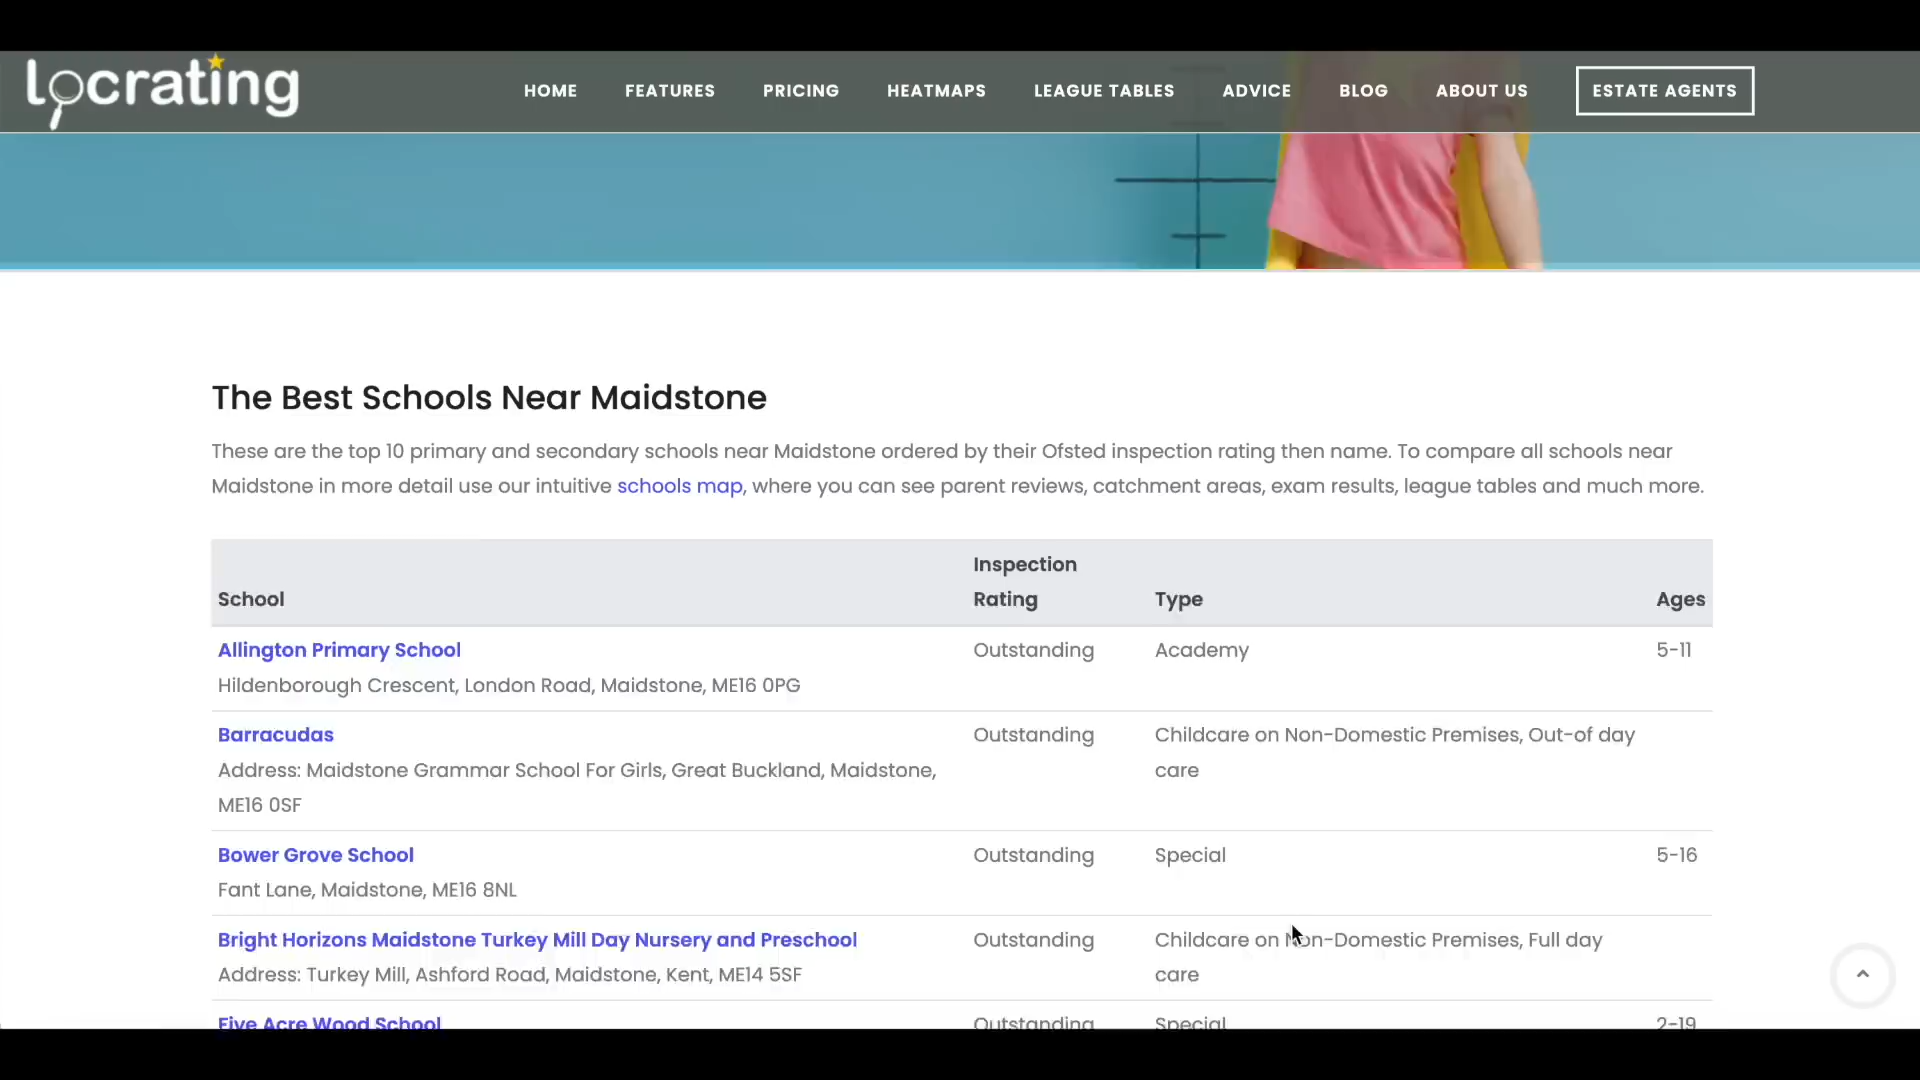 locrating
HOME FEATURES PRICING HEATMAPS LEAGUE TABLES ADVICE BLOG ABOUT US ESTATE AGENTS
The Best Schools Near Maidstone
These are the top 10 primary and secondary schools near Maidstone ordered by their Ofsted inspection rating then name. To compare all schools near
Maidstone in more detail use our intuitive schools map, where you can see parent reviews, catchment areas, exam results, league tables and much more.
Inspection
School Rating Type Ages
Allington Primary School Outstanding Academy 5-11
Hildenborough Crescent, London Road, Maidstone, ME16 0PG
Barracudas Outstanding Childcare on Non-Domestic Premises, Out-of day
Address: Maidstone Grammar School For Girls, Great Buckland, Maidstone, care
ME16 0SF
Bower Grove School Outstanding Special 5-16
Fant Lane, Maidstone, ME16 8NL
Bright Horizons Maidstone Turkey Mill Day Nursery and Preschool Outstanding Childcare on Non-Domestic Premises, Full day
Address: Turkey Mill, Ashford Road, Maidstone, Kent, ME14 5SF care
Five Acre Wood School Outstanding Special 2-19